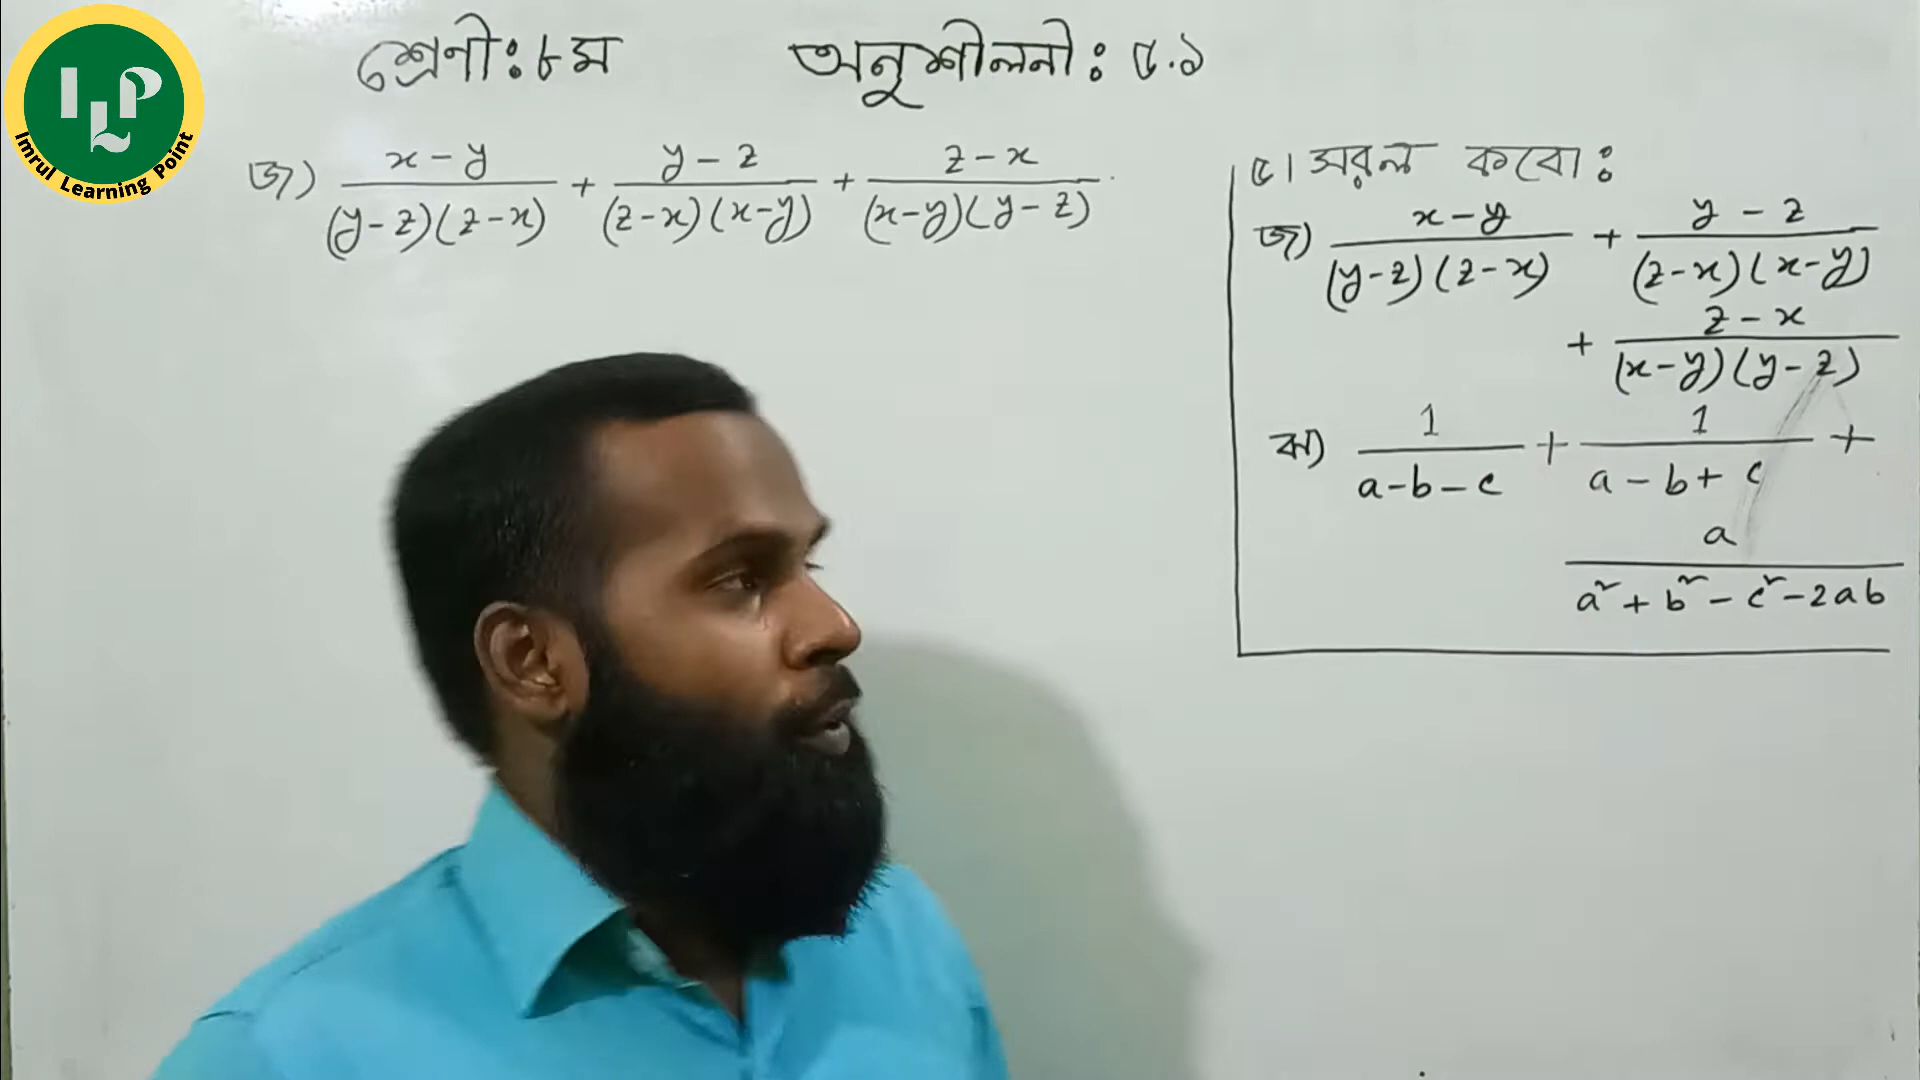 ILP
Imrul Learning Point
শ্রেনী: ৮ম অনুশীলনী: ৫.১
জ) x-y/(y-z)(z-x) + y-z/(z-x)(x-y) + z-x/(x-y)(y-z)
৫। সরল করো:
জ) x-y/(y-z)(z-x) + y-z/(z-x)(x-y)
+ z-x/(x-y)(y-z)
ঝ) 1/a-b-c + 1/a-b+c +
a/a²+b²-c²-2ab